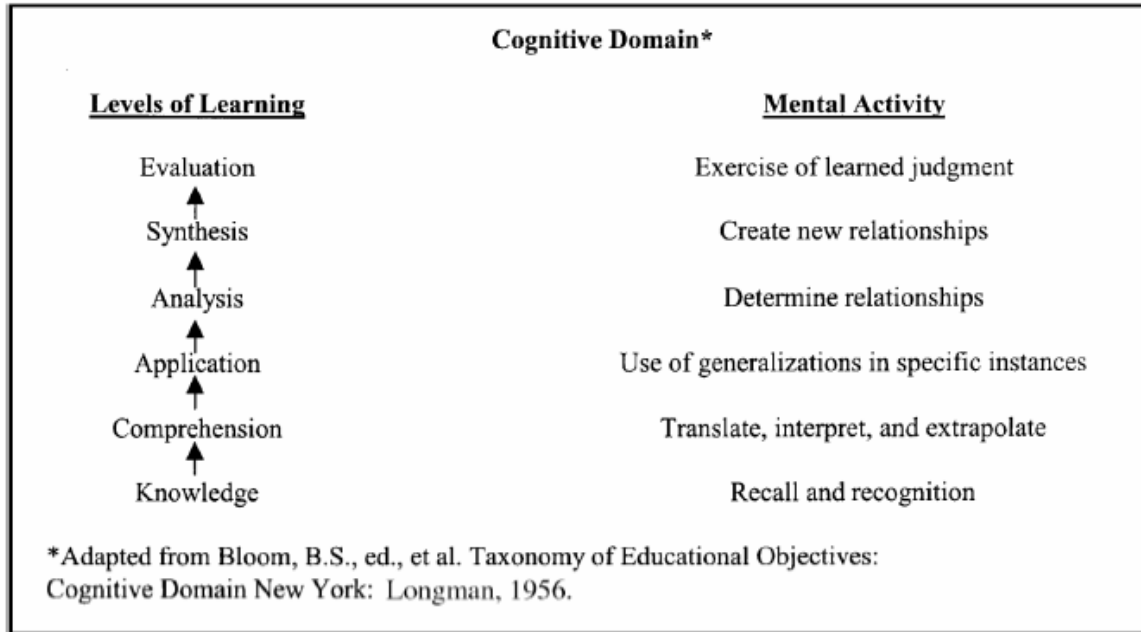 Cognitive Domain*
Levels of Learning Mental Activity
Evaluation Exercise of learned judgment
Synthesis Create new relationships
Analysis Determine relationships
Application Use of generalizations in specific instances
Comprehension Translate, interpret, and extrapolate
Knowledge Recall and recognition
*Adapted from Bloom, B.S., ed., et al. Taxonomy of Educational Objectives:
Cognitive Domain New York: Longman, 1956.